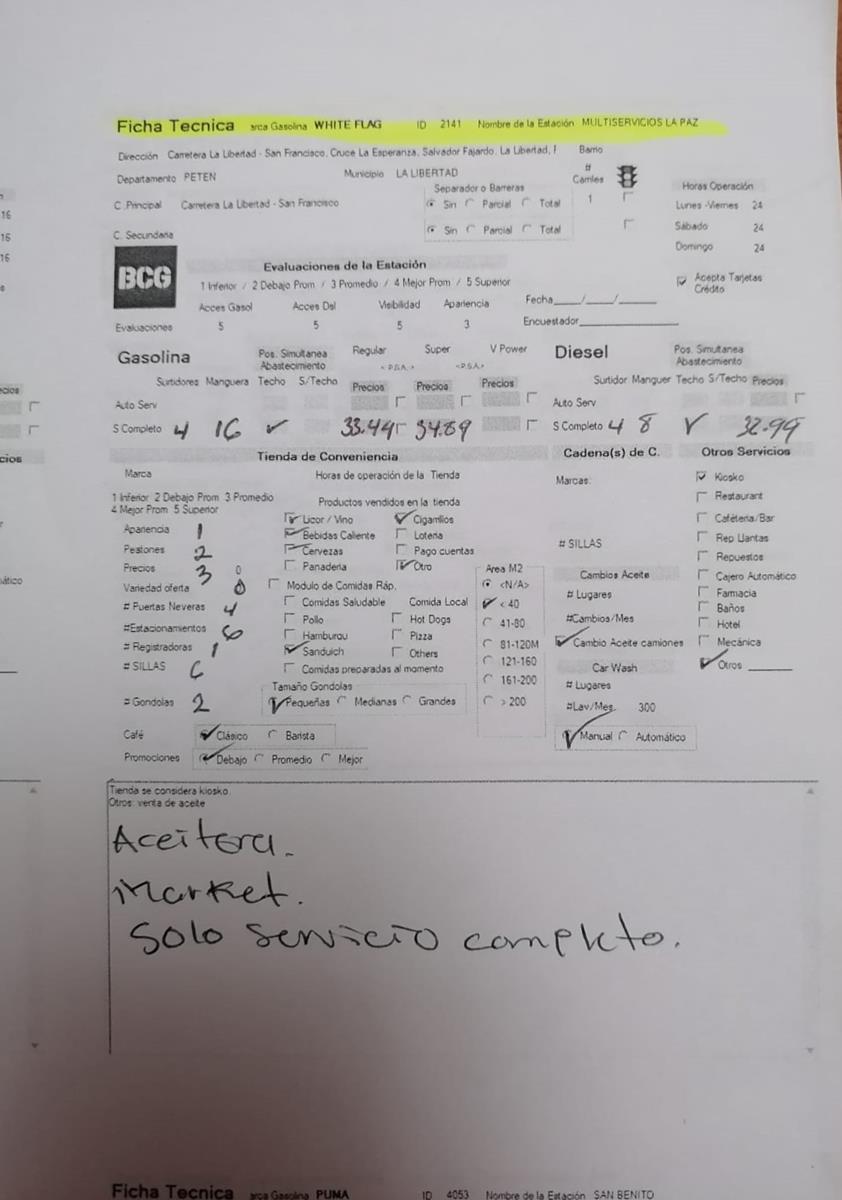 Ficha Tecnica arca Gasolina WHITE FLAG ID 2141 Nombre de la Estación MULTISERVICIOS LA PAZ
Dirección Carretera La Libertad - San Francisco, Cruce La Esperanza, Salvador Fajardo, La Libertad, Barrio
Departamento PETEN Municipio LA LIBERTAD # Carriles
Separador o Barreras Horas Operación
C. Principal Carretera La Libertad - San Francisco Sin Parcial Total 1 Lunes -Viernes 24
C. Secundaria Sin Parcial Total Sábado 24
Domingo 24
BCG
Evaluaciones de la Estación
1 Inferior / 2 Debajo Prom / 3 Promedio / 4 Mejor Prom / 5 Superior Acepta Tarjetas Crédito
Acces Gasol Acces Del Visibilidad Apariencia Fecha___/___/___
Evaluaciones 5 5 5 3 Encuestador
Gasolina Pos. Simultanea Abastecimiento Regular Super V Power Diesel Pos. Simultanea Abastecimiento
<P.S.A.> <P.S.A.>
Surtidores Manguera Techo S/Techo Precios Precios Precios Surtidor Manguer Techo S/Techo Precios
Auto Serv Auto Serv
S Completo 4 16 33.49 34.89 S Completo 4 8 32.99
Tienda de Conveniencia Cadena(s) de C. Otros Servicios
Marca Horas de operación de la Tienda Marcas: Kiosko
1 Inferior 2 Debajo Prom 3 Promedio Restaurant
4 Mejor Prom 5 Superior Productos vendidos en la tienda
Apariencia 1 Licor / Vino Cigarrillos Cafétería/Bar
Peatones 2 Bebidas Caliente Loteria Rep Llantas
Cervezas Pago cuentas # SILLAS Repuestos
Precios 3 0 Panaderia Otro Area M2 Cambios Aceite Cajero Automático
Variedad oferta 0 Modulo de Comidas Ráp. <N/A> # Lugares Farmacia
# Puertas Neveras 4 Comidas Saludable Comida Local < 40 Baños
#Estacionamientos 6 Pollo Hot Dogs 41-80 #Cambios/Mes Hotel
# Registradoras 1 Hamburgu Pizza 81-120M Cambio Aceite camiones Mecánica
Sanduich Others
# SILLAS 6 Comidas preparadas al momento 121-160 Car Wash Otros
Tamaño Gondolas 161-200 # Lugares
# Gondolas 2 Pequeñas Medianas Grandes > 200 #Lav/Mes. 300
Café Clásico Barista Manual Automático
Promociones Debajo Promedio Mejor
Tienda se considera kiosko.
Otros: venta de aceite
Aceitera.
Market.
Solo servicio completo.
Ficha Tecnica arca Gasolina PUMA ID 4053 Nombre de la Estación SAN BENITO